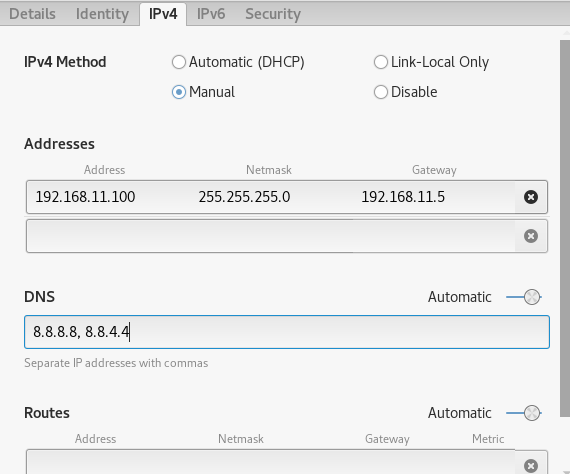 Details Identity IPv4 IPv6 Security
IPv4 Method Automatic (DHCP) Link-Local Only
Manual Disable
Addresses
Address Netmask Gateway
192.168.11.100 255.255.255.0 192.168.11.5
DNS Automatic
8.8.8.8, 8.8.4.4
Separate IP addresses with commas
Routes Automatic
Address Netmask Gateway Metric